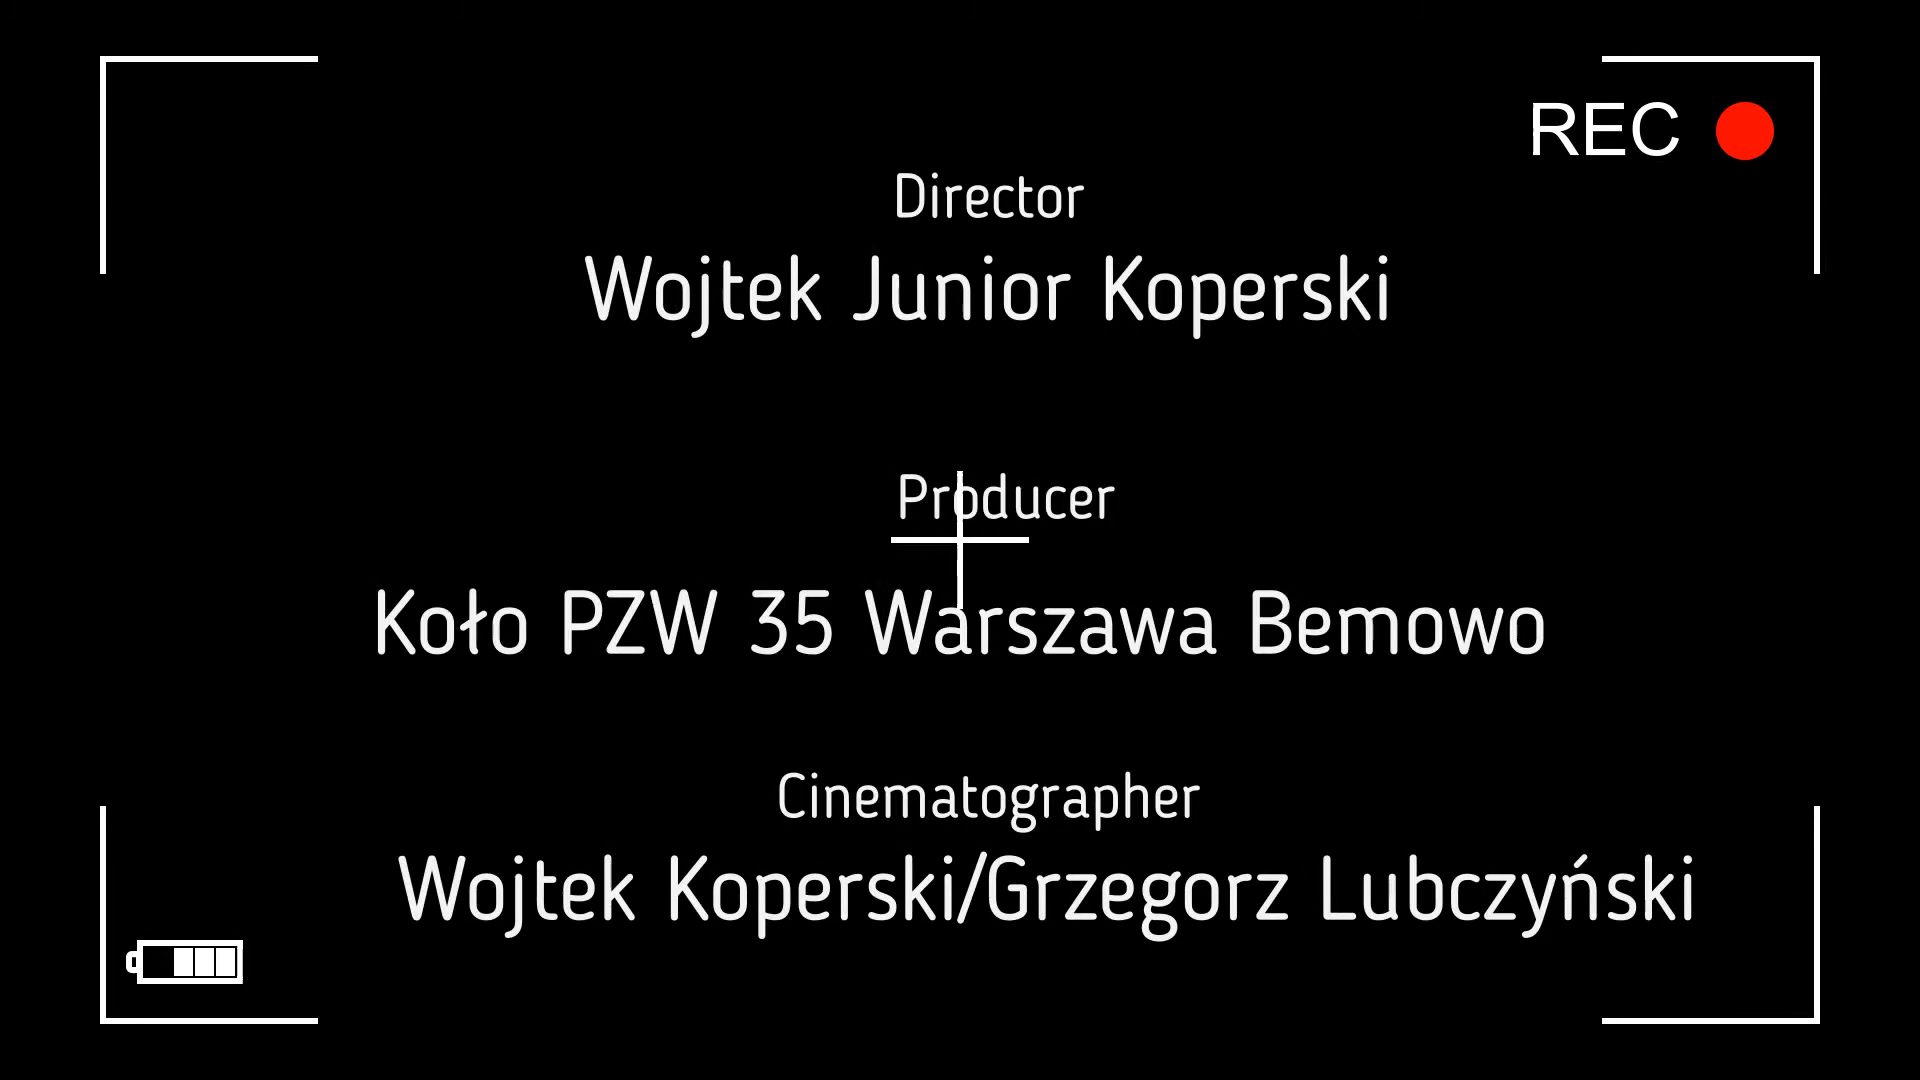 REC
Director
Wojtek Junior Koperski
Producer
Koło PZW 35 Warszawa Bemowo
Cinematographer
Wojtek Koperski/Grzegorz Lubczyński